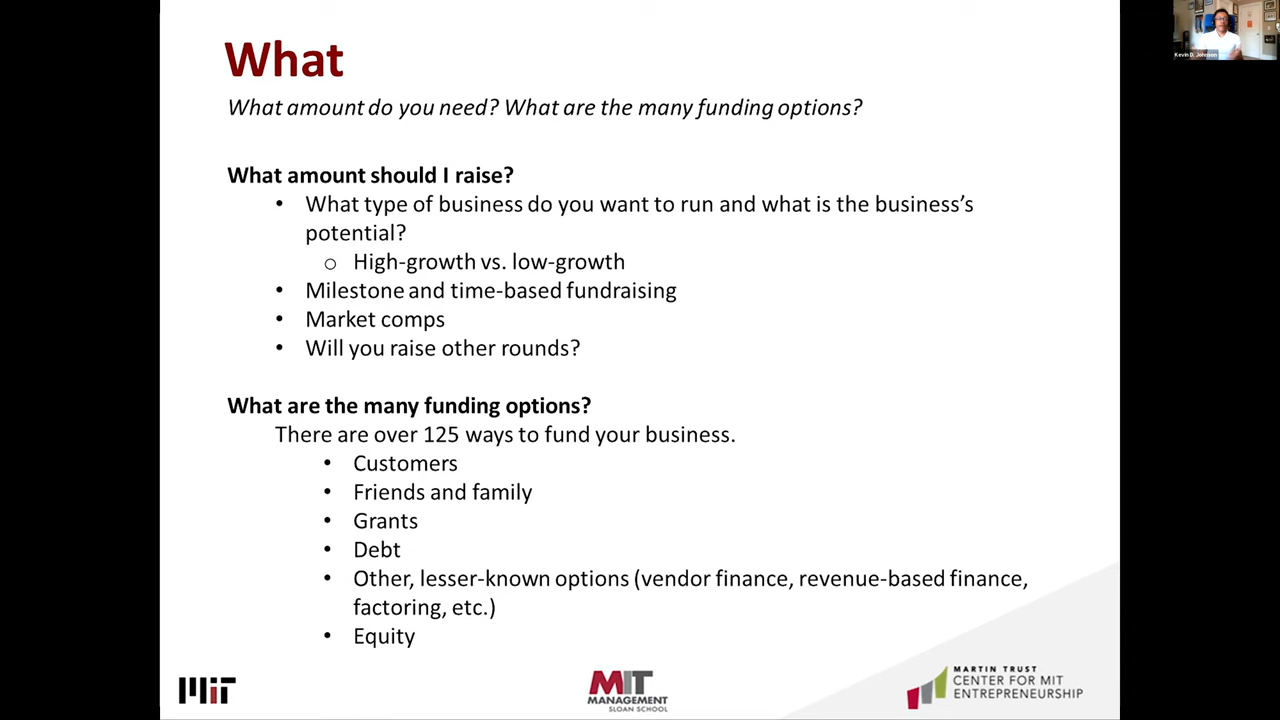 What
What amount do you need? What are the many funding options?
What amount should I raise?
• What type of business do you want to run and what is the business's
potential?
o High-growth vs. low-growth
• Milestone and time-based fundraising
• Market comps
• Will you raise other rounds?
What are the many funding options?
There are over 125 ways to fund your business.
• Customers
• Friends and family
• Grants
• Debt
• Other, lesser-known options (vendor finance, revenue-based finance,
factoring, etc.)
• Equity
Kevin D. Johnson
MIT
MIT
MANAGEMENT
SLOAN SCHOOL
MARTIN TRUST
CENTER FOR MIT
ENTREPRENEURSHIP